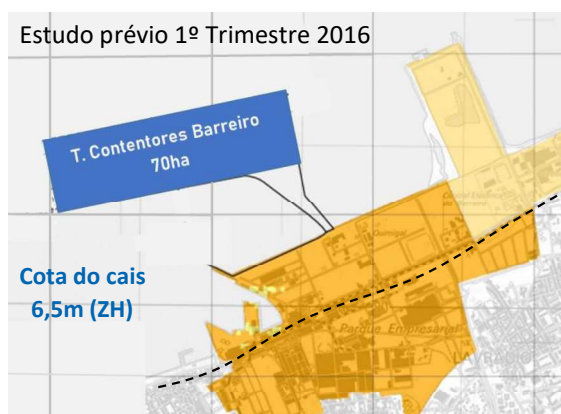 Estudo prévio 1º Trimestre 2016
T. Contentores Barreiro
70ha
Cota do cais
6,5m (ZH)
Parque Empresarial